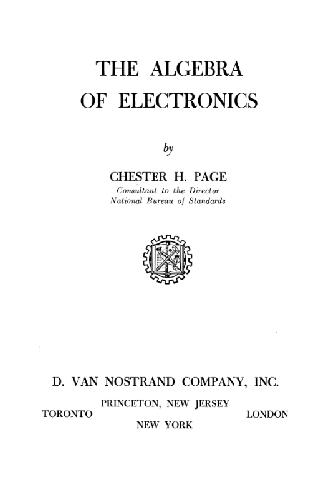 THE ALGEBRA
OF ELECTRONICS
by
CHESTER H. PAGE
Consultant to the Director
National Bureau of Standards
D. VAN NOSTRAND COMPANY, INC.
PRINCETON, NEW JERSEY
TORONTO LONDON
NEW YORK